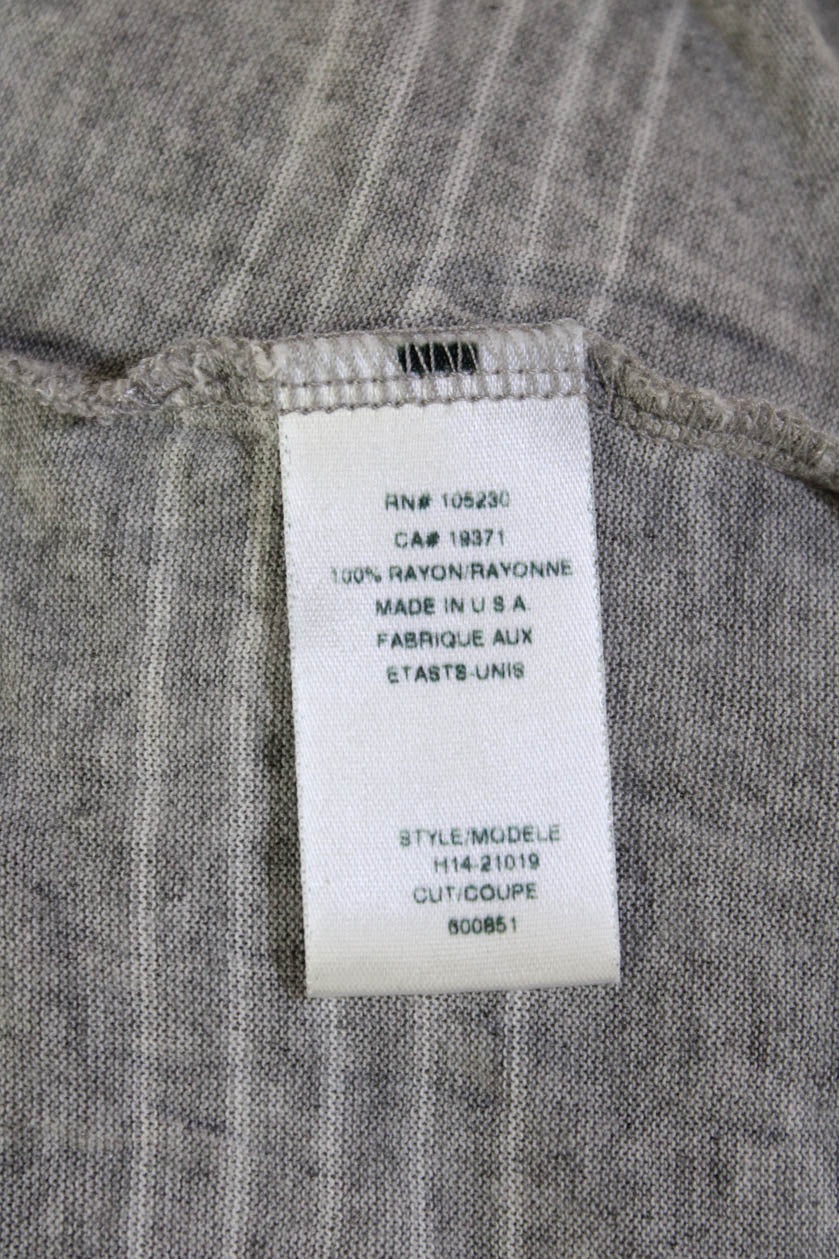 RN# 105230
CA# 19371
100% RAYON/RAYONNE
MADE IN U S A
FABRIQUE AUX
ETASTS-UNIS
STYLE/MODELE
H14-21019
CUT/COUPE
600851